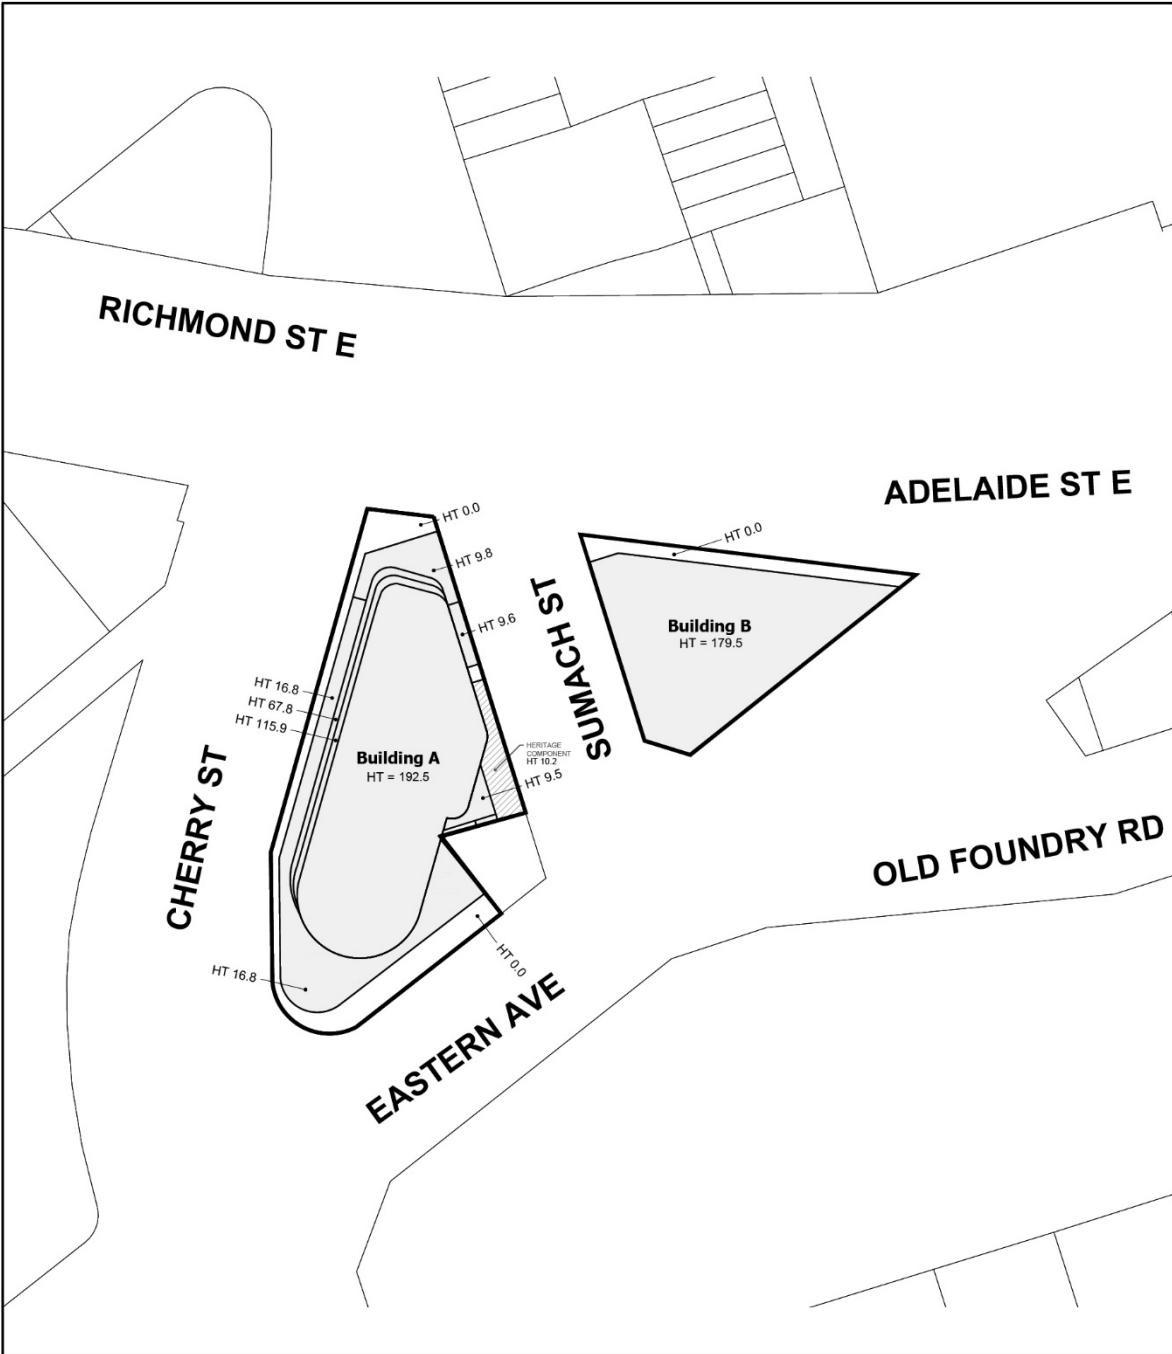 RICHMOND ST E
ADELAIDE ST E
HT 0.0
HT 9.8
HT 9.6
HT 0.0
SUMACH ST
Building B
HT = 179.5
HT 16.8
HT 67.8
HT 115.9
Building A
HT = 192.5
HERITAGE
COMPONENT
HT 10.2
HT 9.5
CHERRY ST
OLD FOUNDRY RD
HT 16.8
HT 0.0
EASTERN AVE